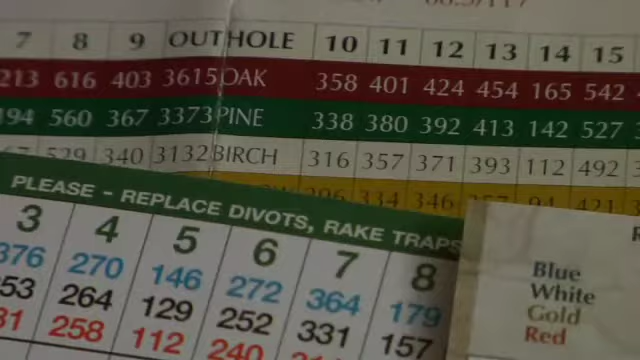 7 8 9 OUT HOLE 10 11 12 13 14 15
213 616 403 3615 OAK 358 401 424 454 165 542
194 560 367 3373 PINE 338 380 392 413 142 527
529 340 3132 BIRCH 316 357 371 393 112 492
334 346
PLEASE - REPLACE DIVOTS, RAKE TRAPS
3 4 5 6 7 8
376 270 146 272 364 179
53 264 129 252 331 157
31 258 112 240
Blue
White
Gold
Red